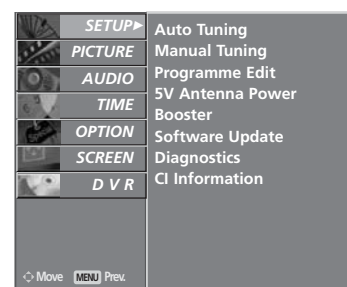 SETUP
PICTURE
AUDIO
TIME
OPTION
SCREEN
D V R
Auto Tuning
Manual Tuning
Programme Edit
5V Antenna Power
Booster
Software Update
Diagnostics
CI Information
Move MENU Prev.